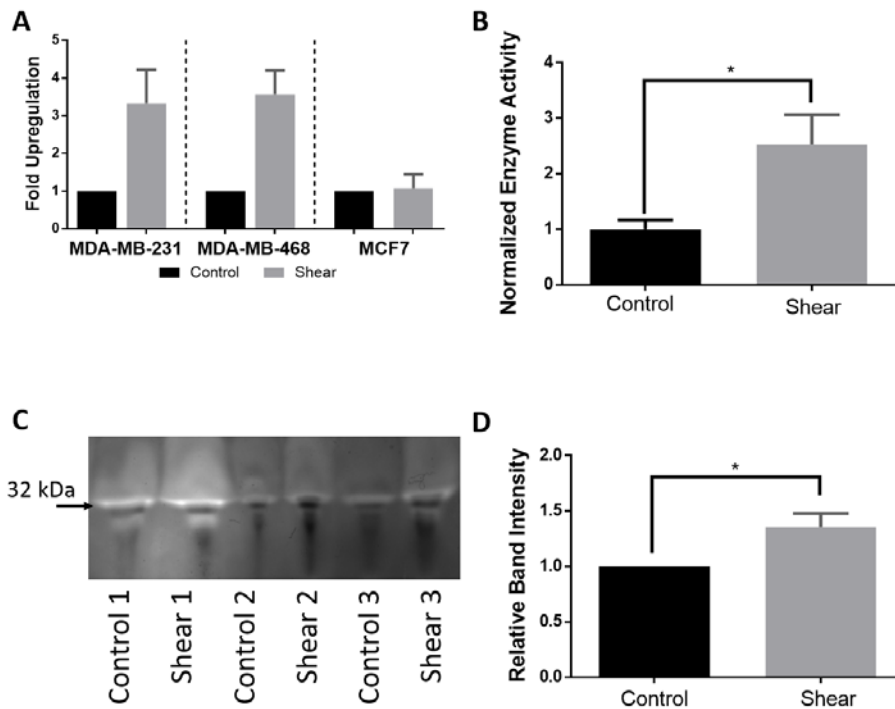 A
Fold Upregulation
5
4
3
2
1
0
MDA-MB-231 MDA-MB-468 MCF7
Control Shear
B
Normalized Enzyme Activity
4
3
2
1
0
*
Control Shear
C
32 kDa
Control 1
Shear 1
Control 2
Shear 2
Control 3
Shear 3
D
Relative Band Intensity
2.0
1.5
1.0
0.5
0.0
*
Control Shear